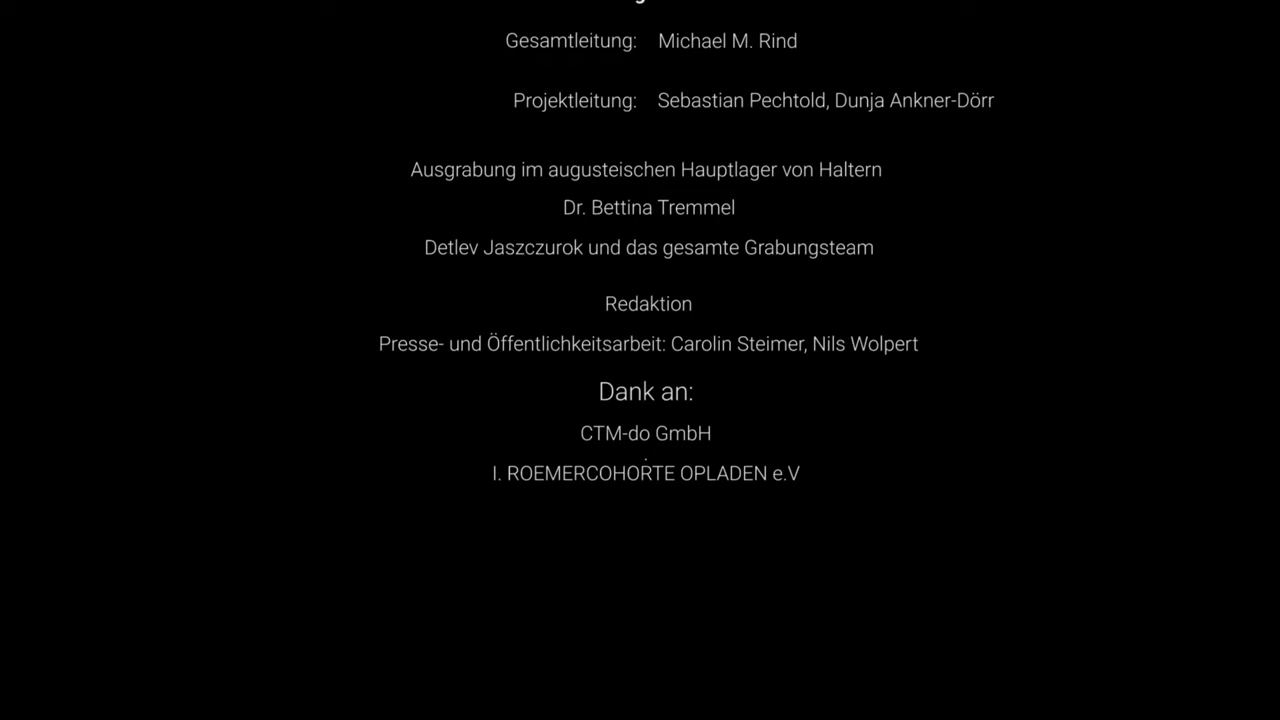 Gesamtleitung: Michael M. Rind
Projektleitung: Sebastian Pechtold, Dunja Ankner-Dörr
Ausgrabung im augusteischen Hauptlager von Haltern
Dr. Bettina Tremmel
Detlev Jaszczurok und das gesamte Grabungsteam
Redaktion
Presse- und Öffentlichkeitsarbeit: Carolin Steimer, Nils Wolpert
Dank an:
CTM-do GmbH
I. ROEMERCOHORTE OPLADEN e.V